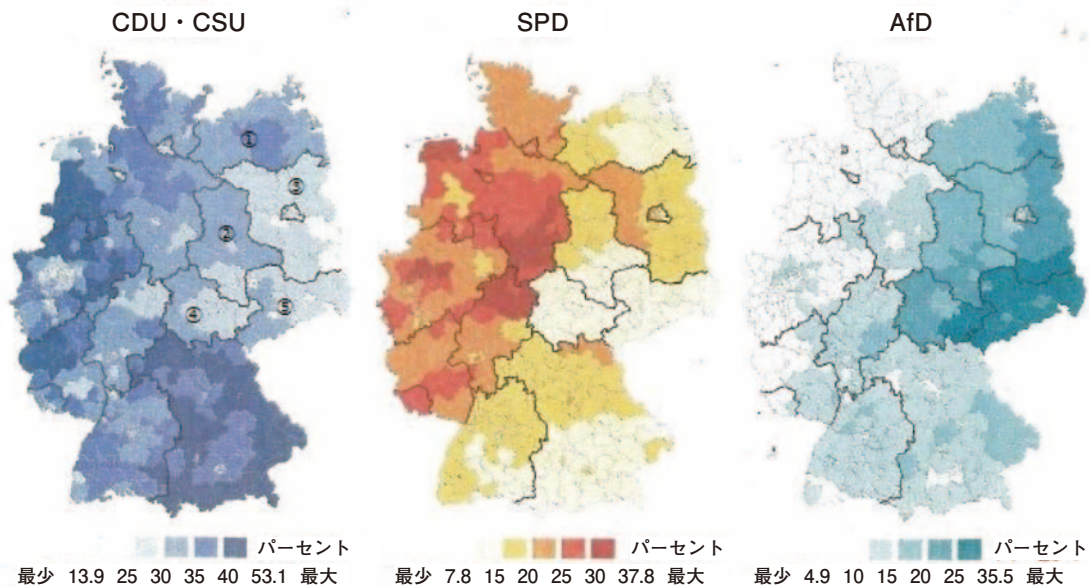 CDU・CSU
SPD
AfD
①
③
②
④
⑤
パーセント
最少 13.9 25 30 35 40 53.1 最大
パーセント
最少 7.8 15 20 25 30 37.8 最大
パーセント
最少 4.9 10 15 20 25 35.5 最大